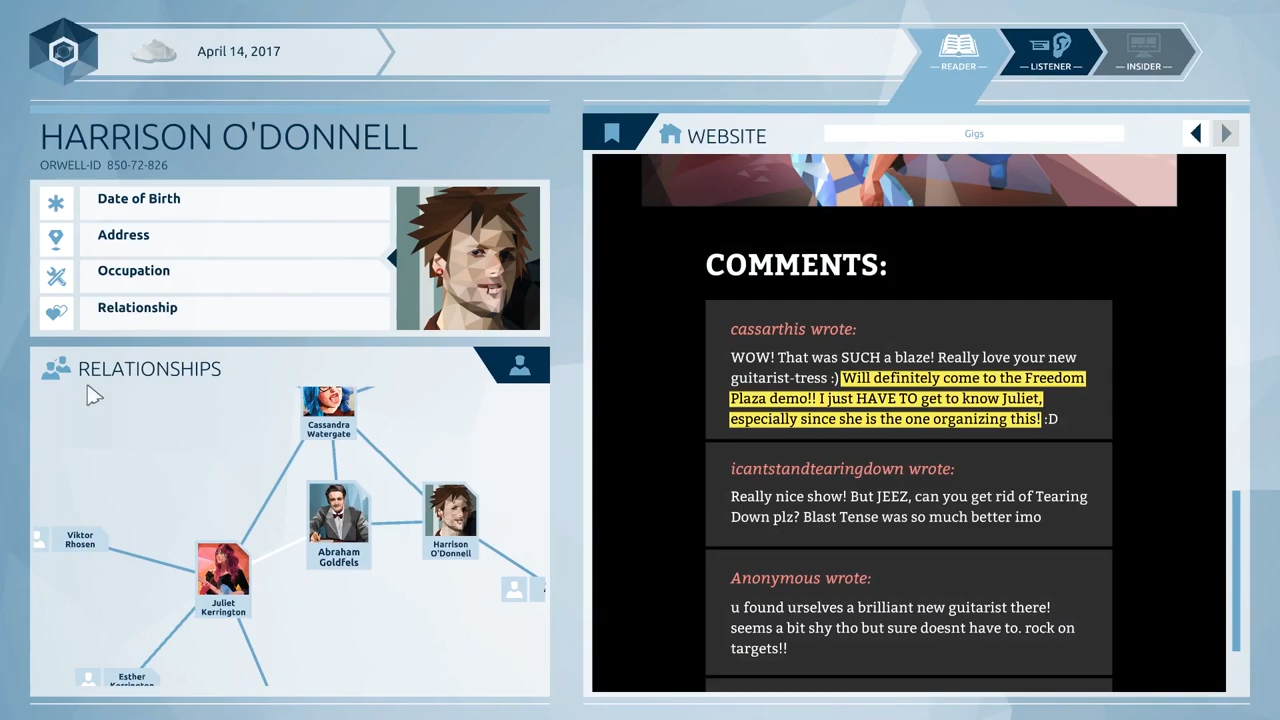 April 14, 2017
— READER —
— LISTENER —
— INSIDER —
HARRISON O'DONNELL
ORWELL-ID 850-72-826
Date of Birth
Address
Occupation
Relationship
RELATIONSHIPS
Cassandra
Watergate
Viktor
Rhosen
Abraham
Goldfels
Harrison
O'Donnell
Juliet
Kerrington
Esther
Kerrington
WEBSITE
Gigs
COMMENTS:
cassarthis wrote:
WOW! That was SUCH a blaze! Really love your new
guitarist-tress :) Will definitely come to the Freedom
Plaza demo!! I just HAVE TO get to know Juliet,
especially since she is the one organizing this! :D
icantstandtearingdown wrote:
Really nice show! But JEEZ, can you get rid of Tearing
Down plz? Blast Tense was so much better imo
Anonymous wrote:
u found urselves a brilliant new guitarist there!
seems a bit shy tho but sure doesnt have to. rock on
targets!!